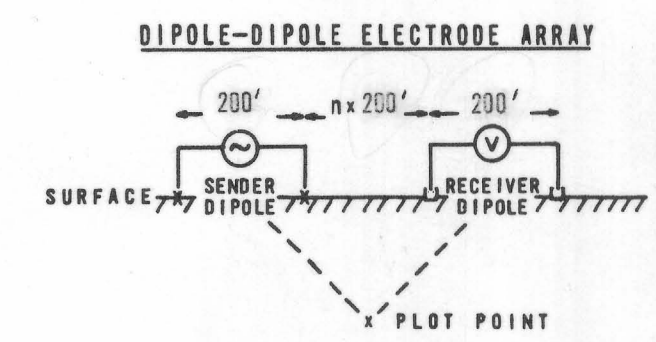 DIPOLE-DIPOLE ELECTRODE ARRAY
200' n x 200' 200'
~ V
SURFACE x SENDER x RECEIVER
DIPOLE DIPOLE
x PLOT POINT